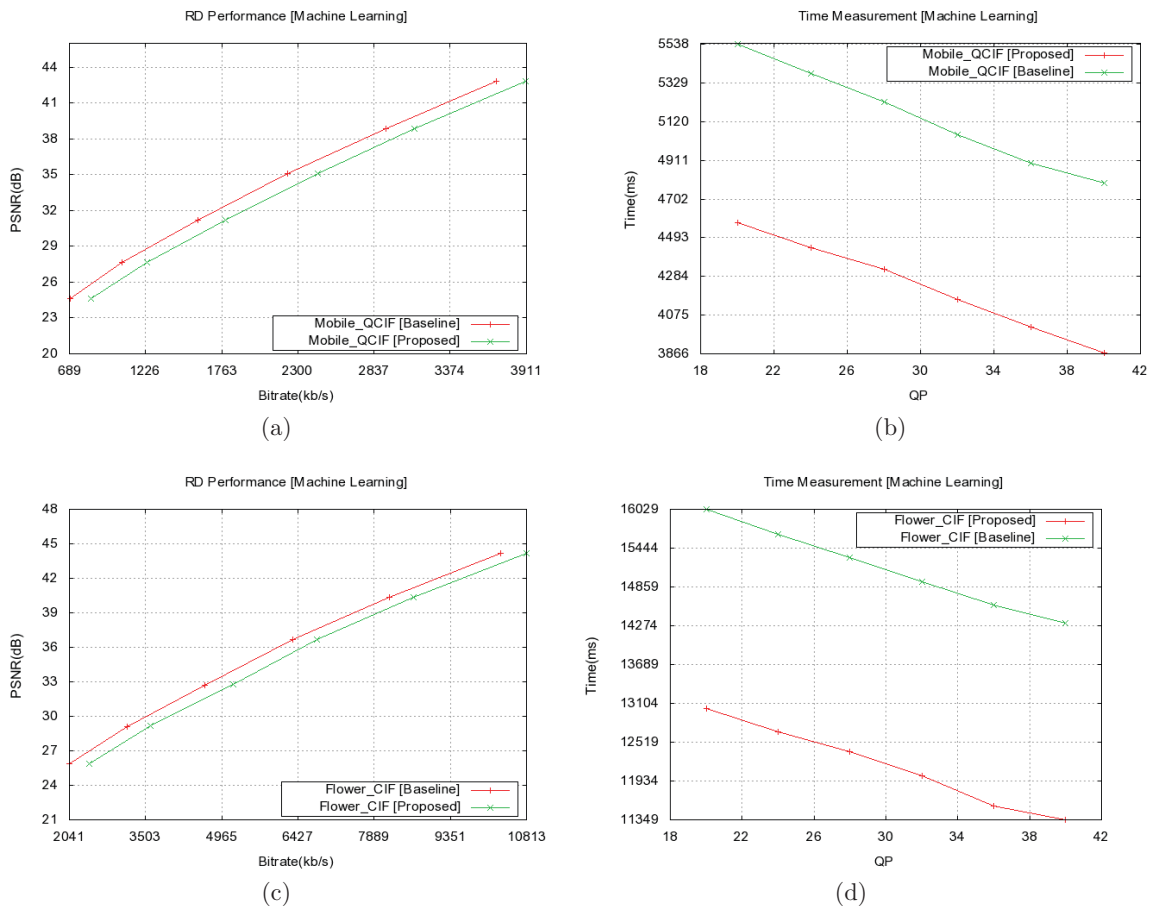 RD Performance [Machine Learning]
44
41
38
35
32
29
26
23
20
PSNR(dB)
Mobile_QCIF [Baseline]
Mobile_QCIF [Proposed]
689 1226 1763 2300 2837 3374 3911
Bitrate(kb/s)
(a)
Time Measurement [Machine Learning]
5538
5329
5120
4911
4702
4493
4284
4075
3866
Time(ms)
Mobile_QCIF [Proposed]
Mobile_QCIF [Baseline]
18 22 26 30 34 38 42
QP
(b)
RD Performance [Machine Learning]
48
45
42
39
36
33
30
27
24
21
PSNR(dB)
Flower_CIF [Baseline]
Flower_CIF [Proposed]
2041 3503 4965 6427 7889 9351 10813
Bitrate(kb/s)
(c)
Time Measurement [Machine Learning]
16029
15444
14859
14274
13689
13104
12519
11934
11349
Time(ms)
Flower_CIF [Proposed]
Flower_CIF [Baseline]
18 22 26 30 34 38 42
QP
(d)